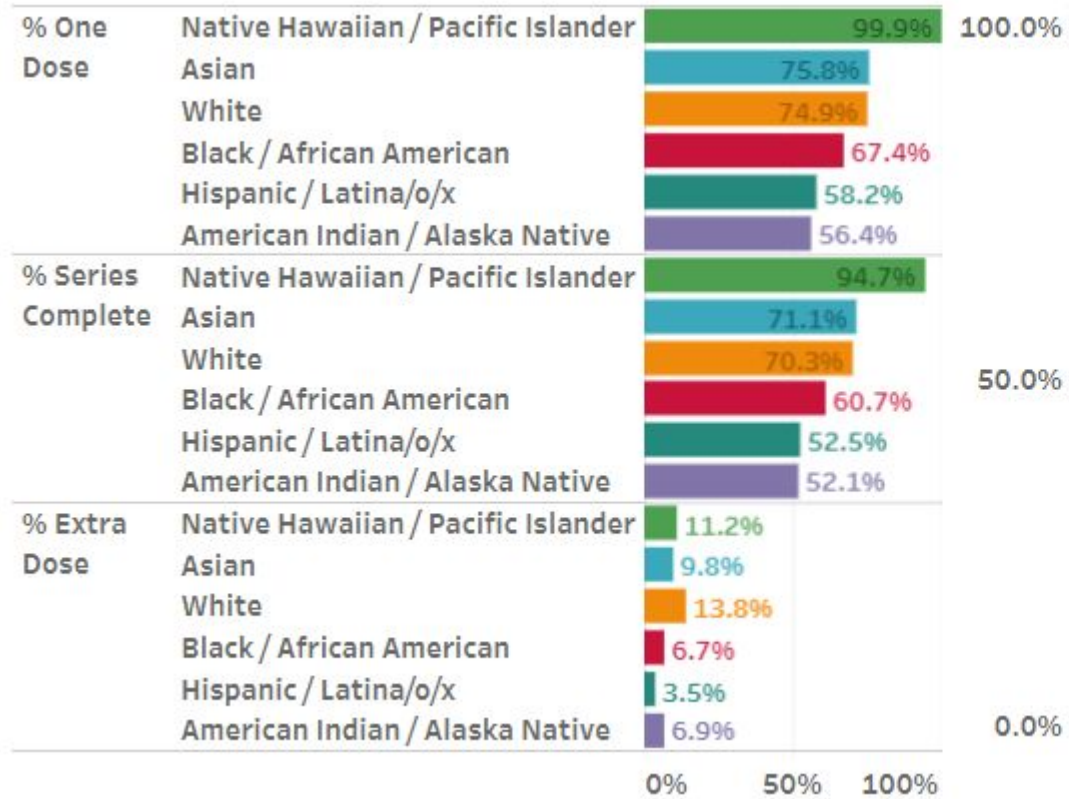 % One Native Hawaiian / Pacific Islander 99.9% 100.0%
Dose Asian 75.8%
White 74.9%
Black / African American 67.4%
Hispanic / Latina/o/x 58.2%
American Indian / Alaska Native 56.4%
% Series Native Hawaiian / Pacific Islander 94.7%
Complete Asian 71.1%
White 70.3% 50.0%
Black / African American 60.7%
Hispanic / Latina/o/x 52.5%
American Indian / Alaska Native 52.1%
% Extra Native Hawaiian / Pacific Islander 11.2%
Dose Asian 9.8%
White 13.8%
Black / African American 6.7%
Hispanic / Latina/o/x 3.5%
American Indian / Alaska Native 6.9% 0.0%
0% 50% 100%